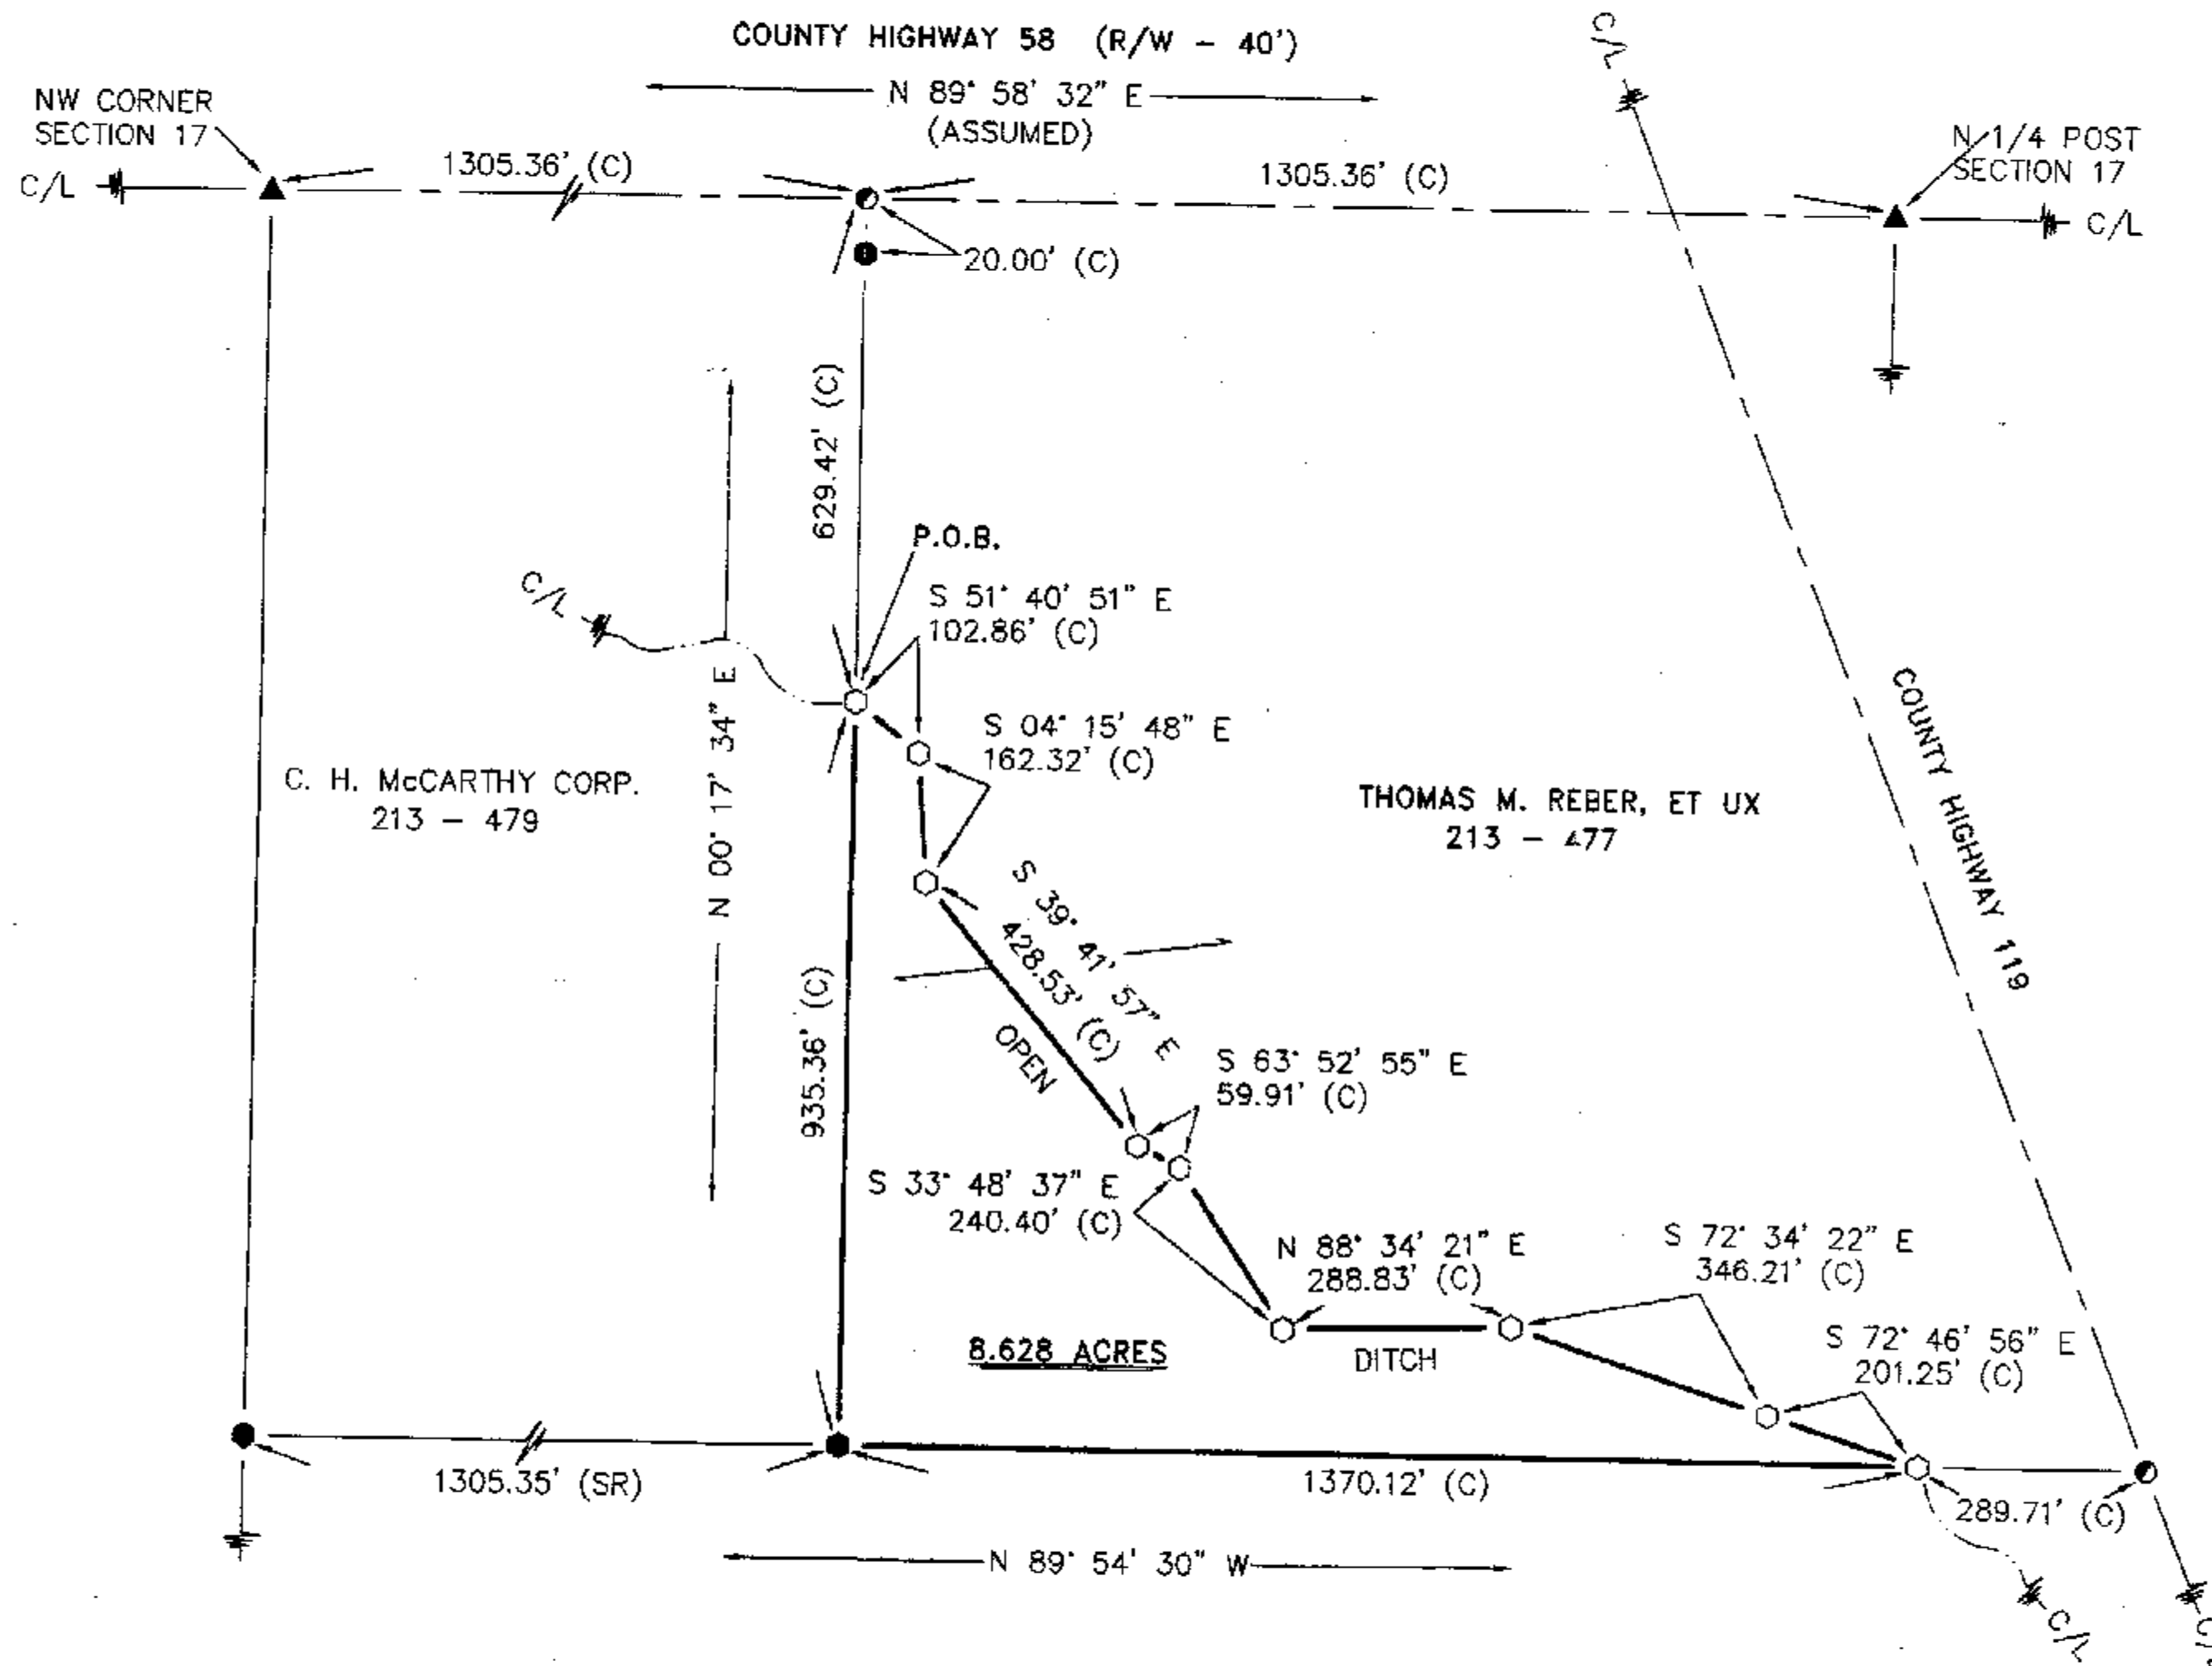 COUNTY HIGHWAY 58 (R/W - 40')
N 89° 58' 32" E
(ASSUMED)
NW CORNER
SECTION 17
C/L
1305.36' (C)
1305.36' (C)
C/L
N 1/4 POST
SECTION 17
C/L
20.00' (C)
629.42' (C)
P.O.B.
C/L
S 51° 40' 51" E
102.86' (C)
S 04° 15' 48" E
162.32' (C)
N 00° 17' 34" E
C. H. McCARTHY CORP.
213 - 479
THOMAS M. REBER, ET UX
213 - 477
COUNTY HIGHWAY 119
S 39° 41' 57" E
428.53' (C)
OPEN
935.36' (C)
S 63° 52' 55" E
59.91' (C)
S 33° 48' 37" E
240.40' (C)
N 88° 34' 21" E
288.83' (C)
S 72° 34' 22" E
346.21' (C)
8.628 ACRES
DITCH
S 72° 46' 56" E
201.25' (C)
1305.35' (SR)
1370.12' (C)
289.71' (C)
N 89° 54' 30" W
C/L